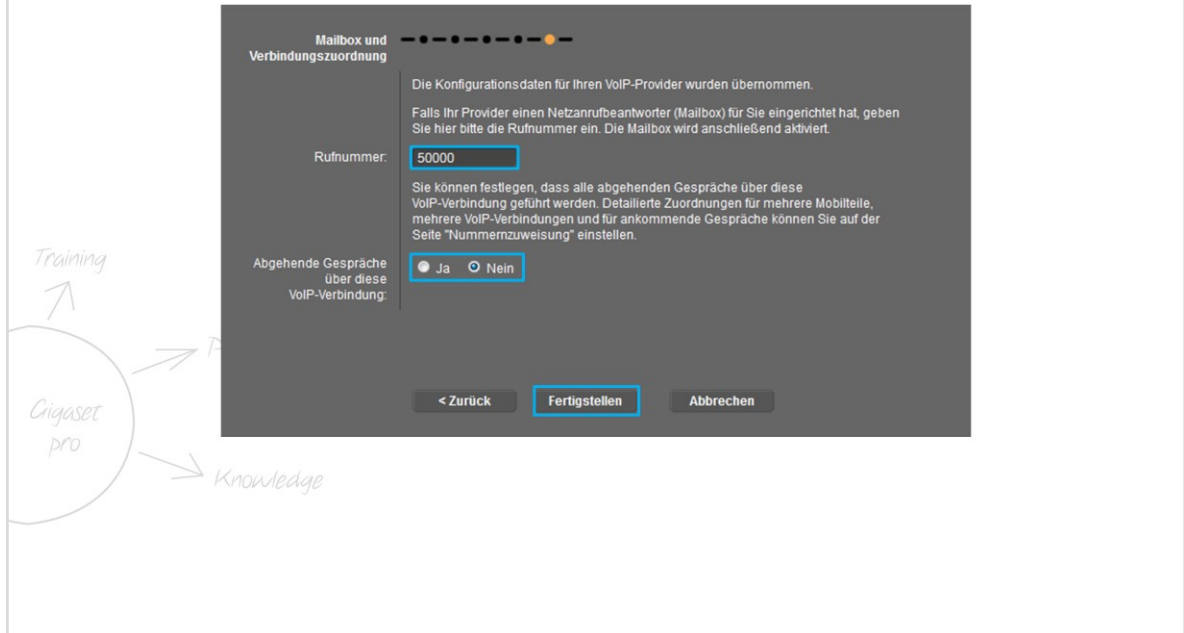 Mailbox und
Verbindungszuordnung
Die Konfigurationsdaten für Ihren VoIP-Provider wurden übernommen.
Falls Ihr Provider einen Netzanrufbeantworter (Mailbox) für Sie eingerichtet hat, geben
Sie hier bitte die Rufnummer ein. Die Mailbox wird anschließend aktiviert.
Rufnummer:
50000
Sie können festlegen, dass alle abgehenden Gespräche über diese
VoIP-Verbindung geführt werden. Detailierte Zuordnungen für mehrere Mobilteile,
mehrere VoIP-Verbindungen und für ankommende Gespräche können Sie auf der
Seite "Nummernzuweisung" einstellen.
Abgehende Gespräche
über diese
VoIP-Verbindung:
Ja Nein
< Zurück Fertigstellen Abbrechen
Training
Gigaset
pro
Knowledge